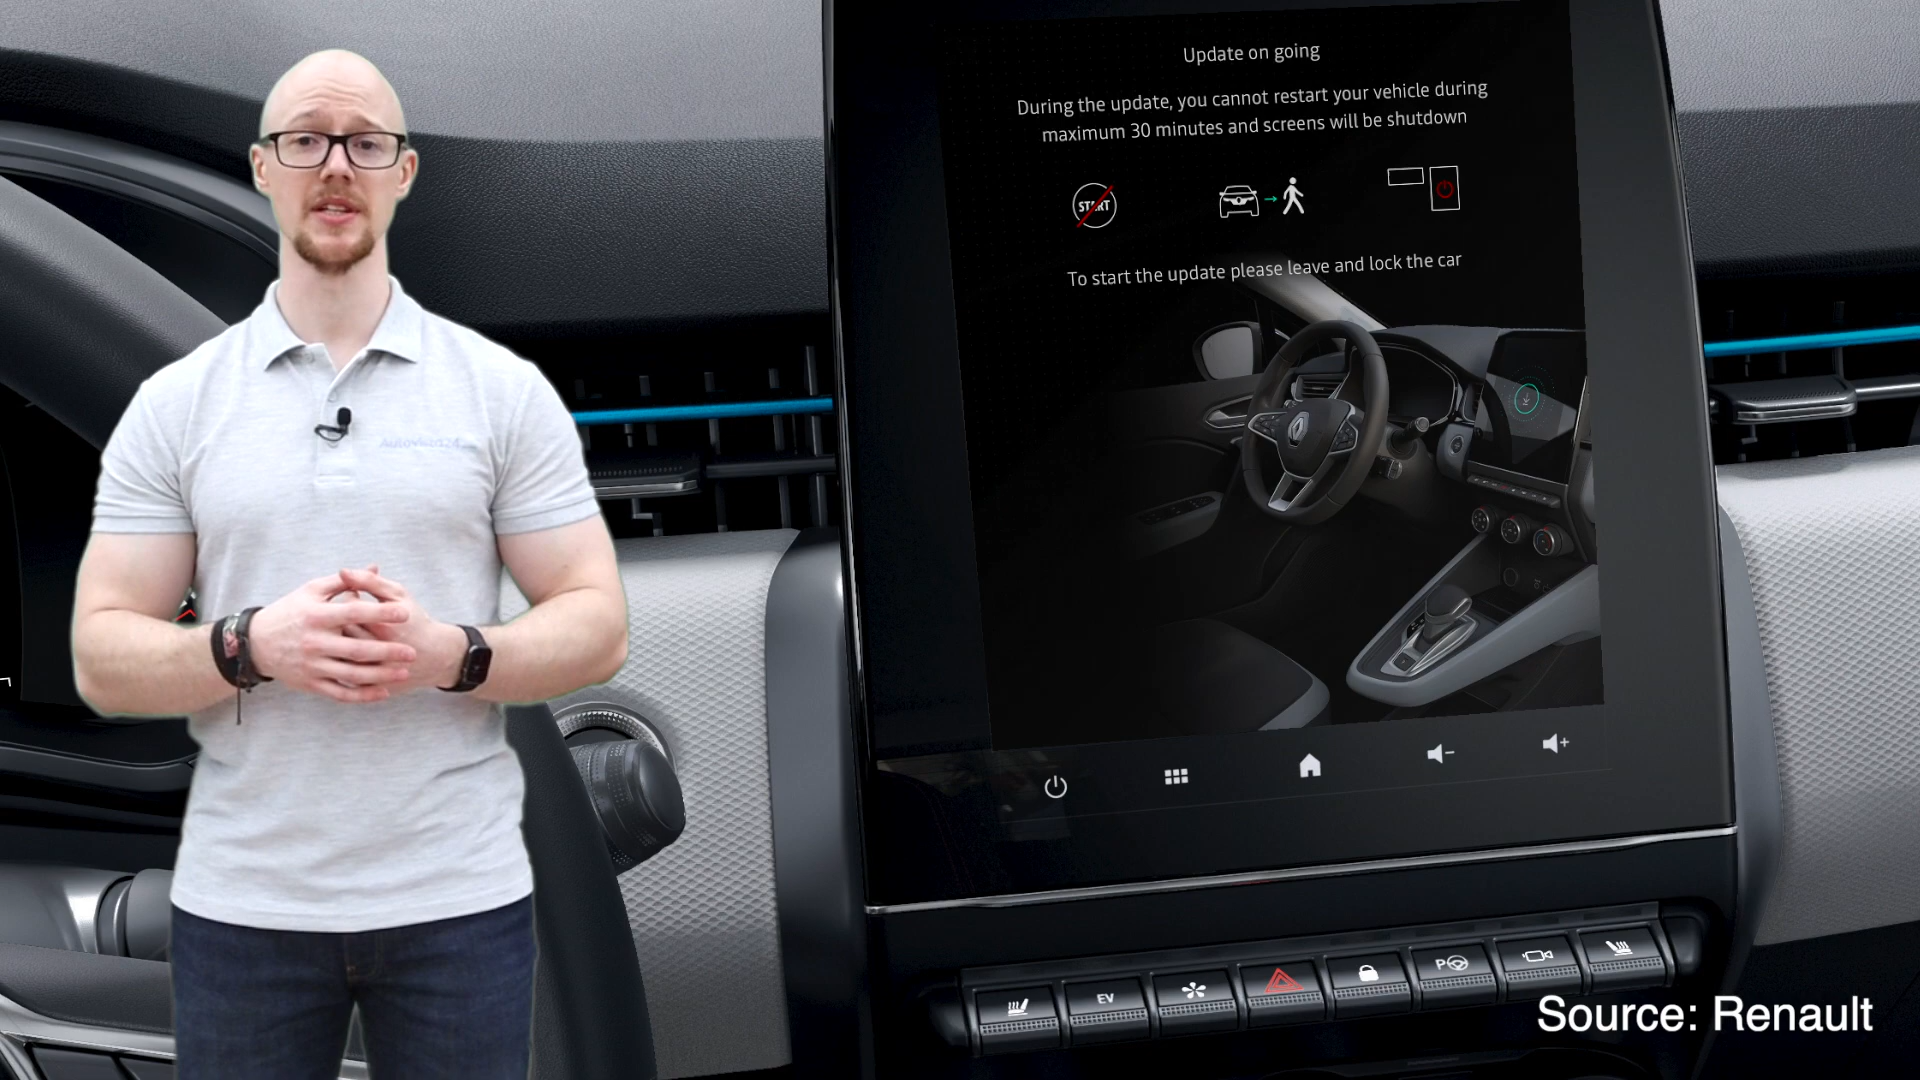 Update on going
During the update, you cannot restart your vehicle during
maximum 30 minutes and screens will be shutdown
START
To start the update please leave and lock the car
Autovista24
EV
P
Source: Renault